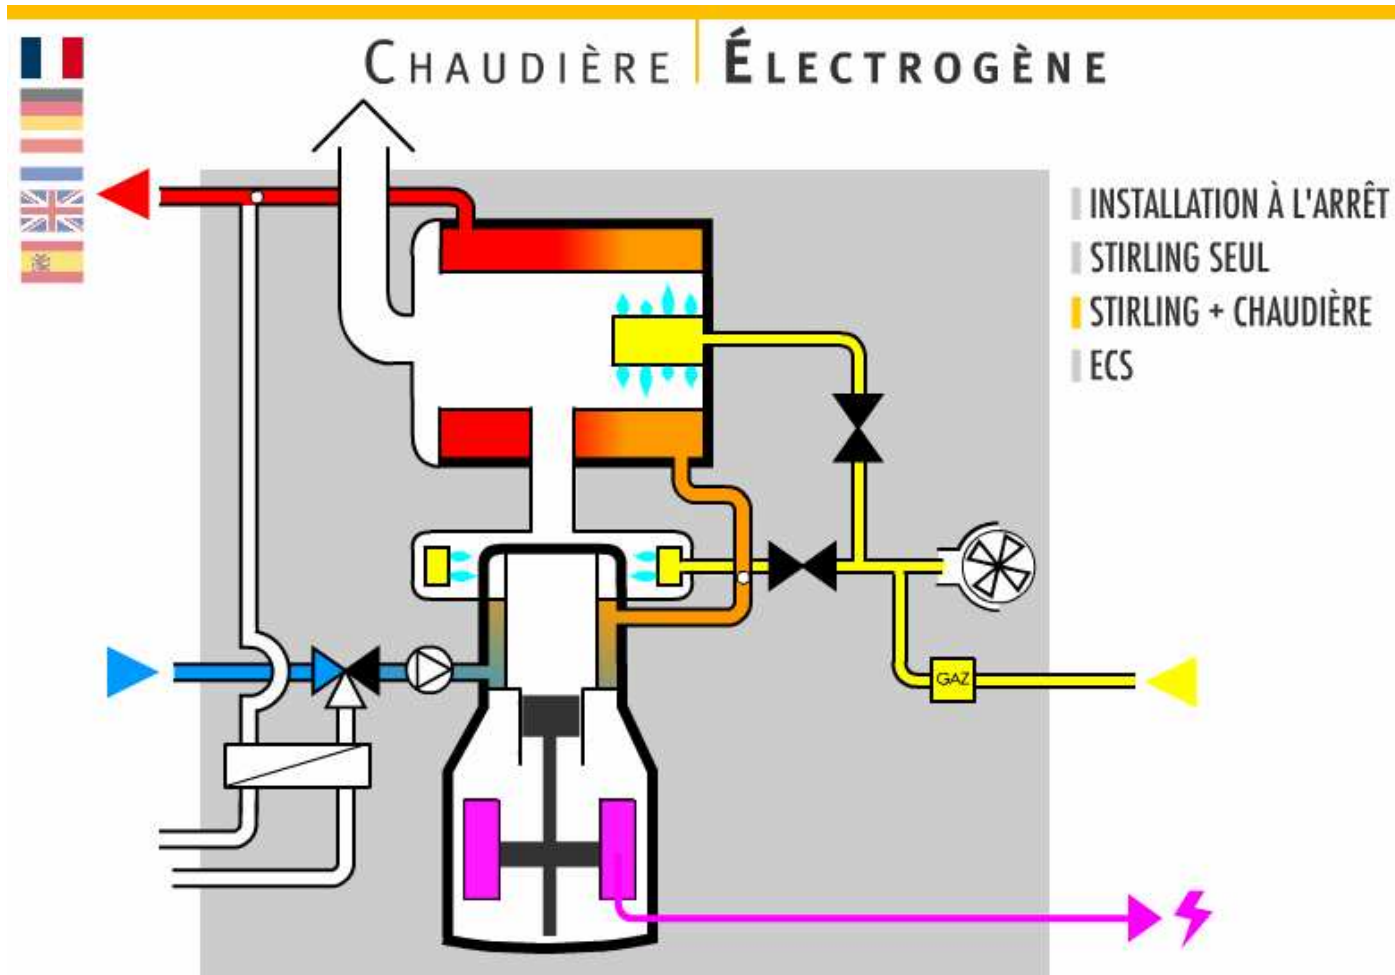 CHAUDIÈRE ÉLECTROGÈNE
INSTALLATION À L'ARRÊT
STIRLING SEUL
STIRLING + CHAUDIÈRE
ECS
GAZ